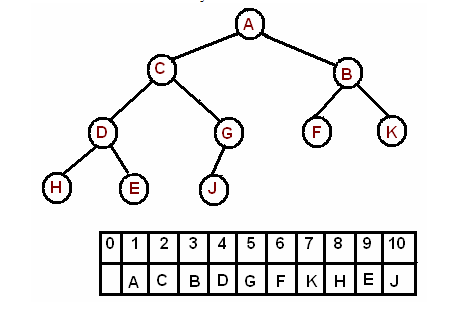 A
C B
D G F K
H E J
0 1 2 3 4 5 6 7 8 9 10
A C B D G F K H E J